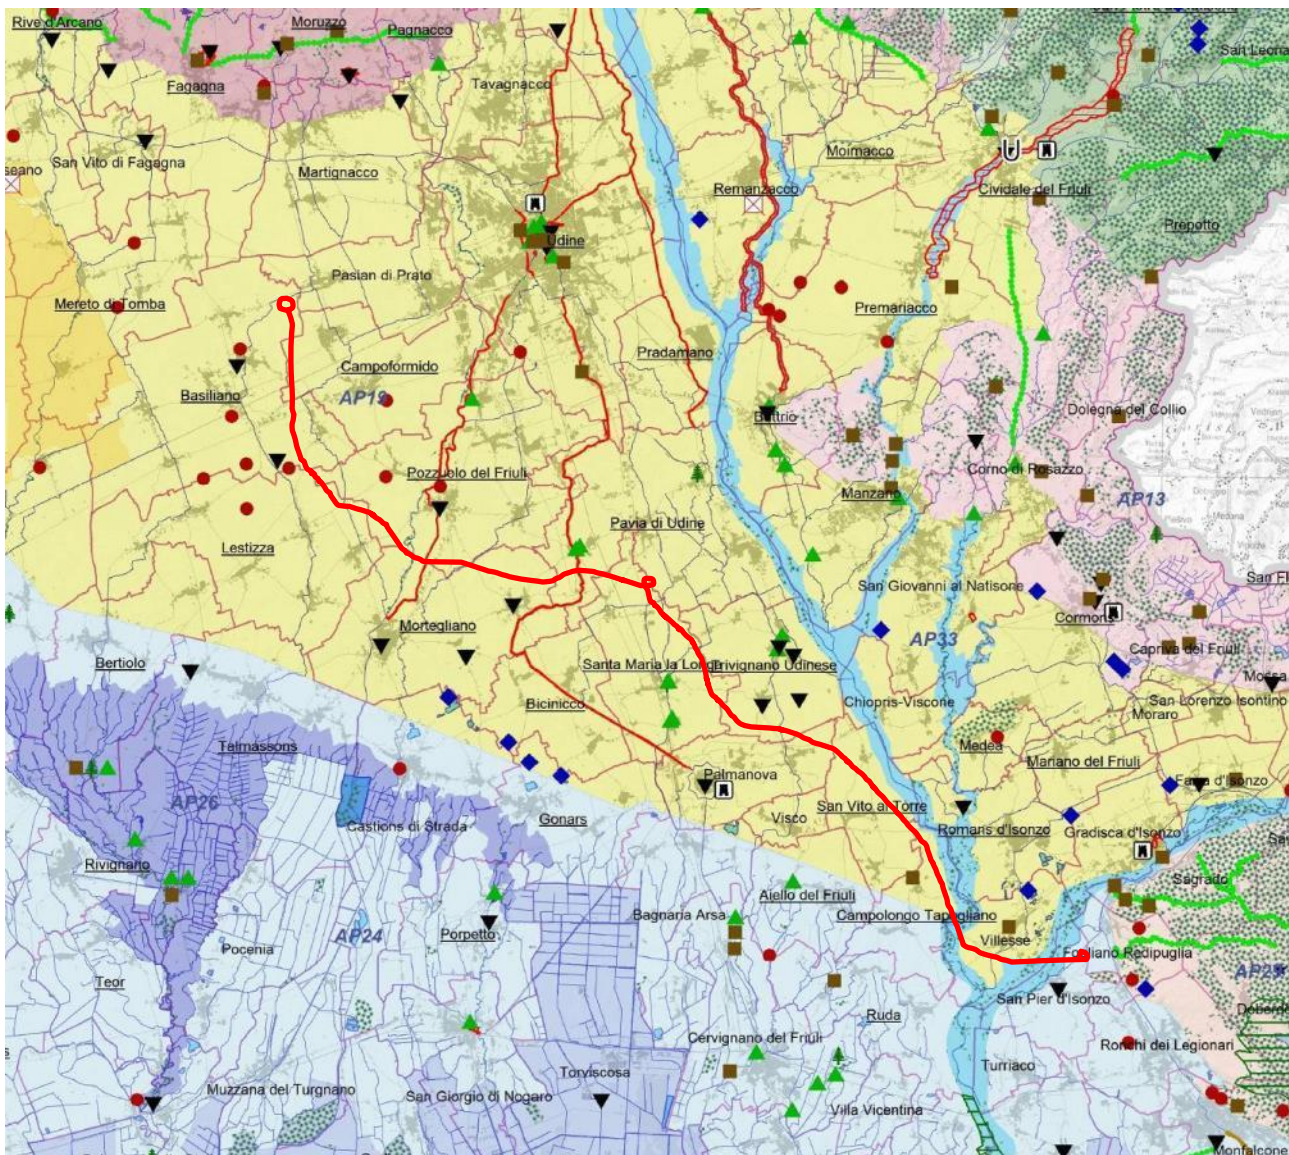 Rive d'Arcano
Moruzzo
Pagnacco
San Leona
Fagagna
Tavagnacco
San Vito di Fagagna
Martignacco
Moimacco
Remanzacco
Cividale del Friuli
seano
Prepotto
Udine
Pasian di Prato
Mereto di Tomba
Premariacco
Pradamano
Campoformido
Basiliano
AP19
Buttrio
Dolegna del Collio
Pozzuolo del Friuli
Corno di Rosazzo
Manzano
AP13
Pavia di Udine
Lestizza
San Giovanni al Natisone
San Fl
Mortegliano
AP33
Cormons
Bertiolo
Santa Maria la Longa
Trivignano Udinese
Capriva del Friuli
Mossa
Bicinicco
Chiopris-Viscone
San Lorenzo Isontino
Moraro
Talmassons
Medea
Mariano del Friuli
Palmanova
Farra d'Isonzo
AP26
Castions di Strada
Gonars
Visco
San Vito al Torre
Romans d'Isonzo
Gradisca d'Isonzo
Rivignano
Sagrado
Aiello del Friuli
Bagnaria Arsa
Campolongo Tapogliano
Pocenia
AP24
Porpetto
Villesse
Fogliano Redipuglia
Teor
San Pier d'Isonzo
Doberdo
Ruda
Cervignano del Friuli
Ronchi dei Legionari
Torviscosa
Turriaco
Muzzana del Turgnano
San Giorgio di Nogaro
Villa Vicentina
Monfalcone